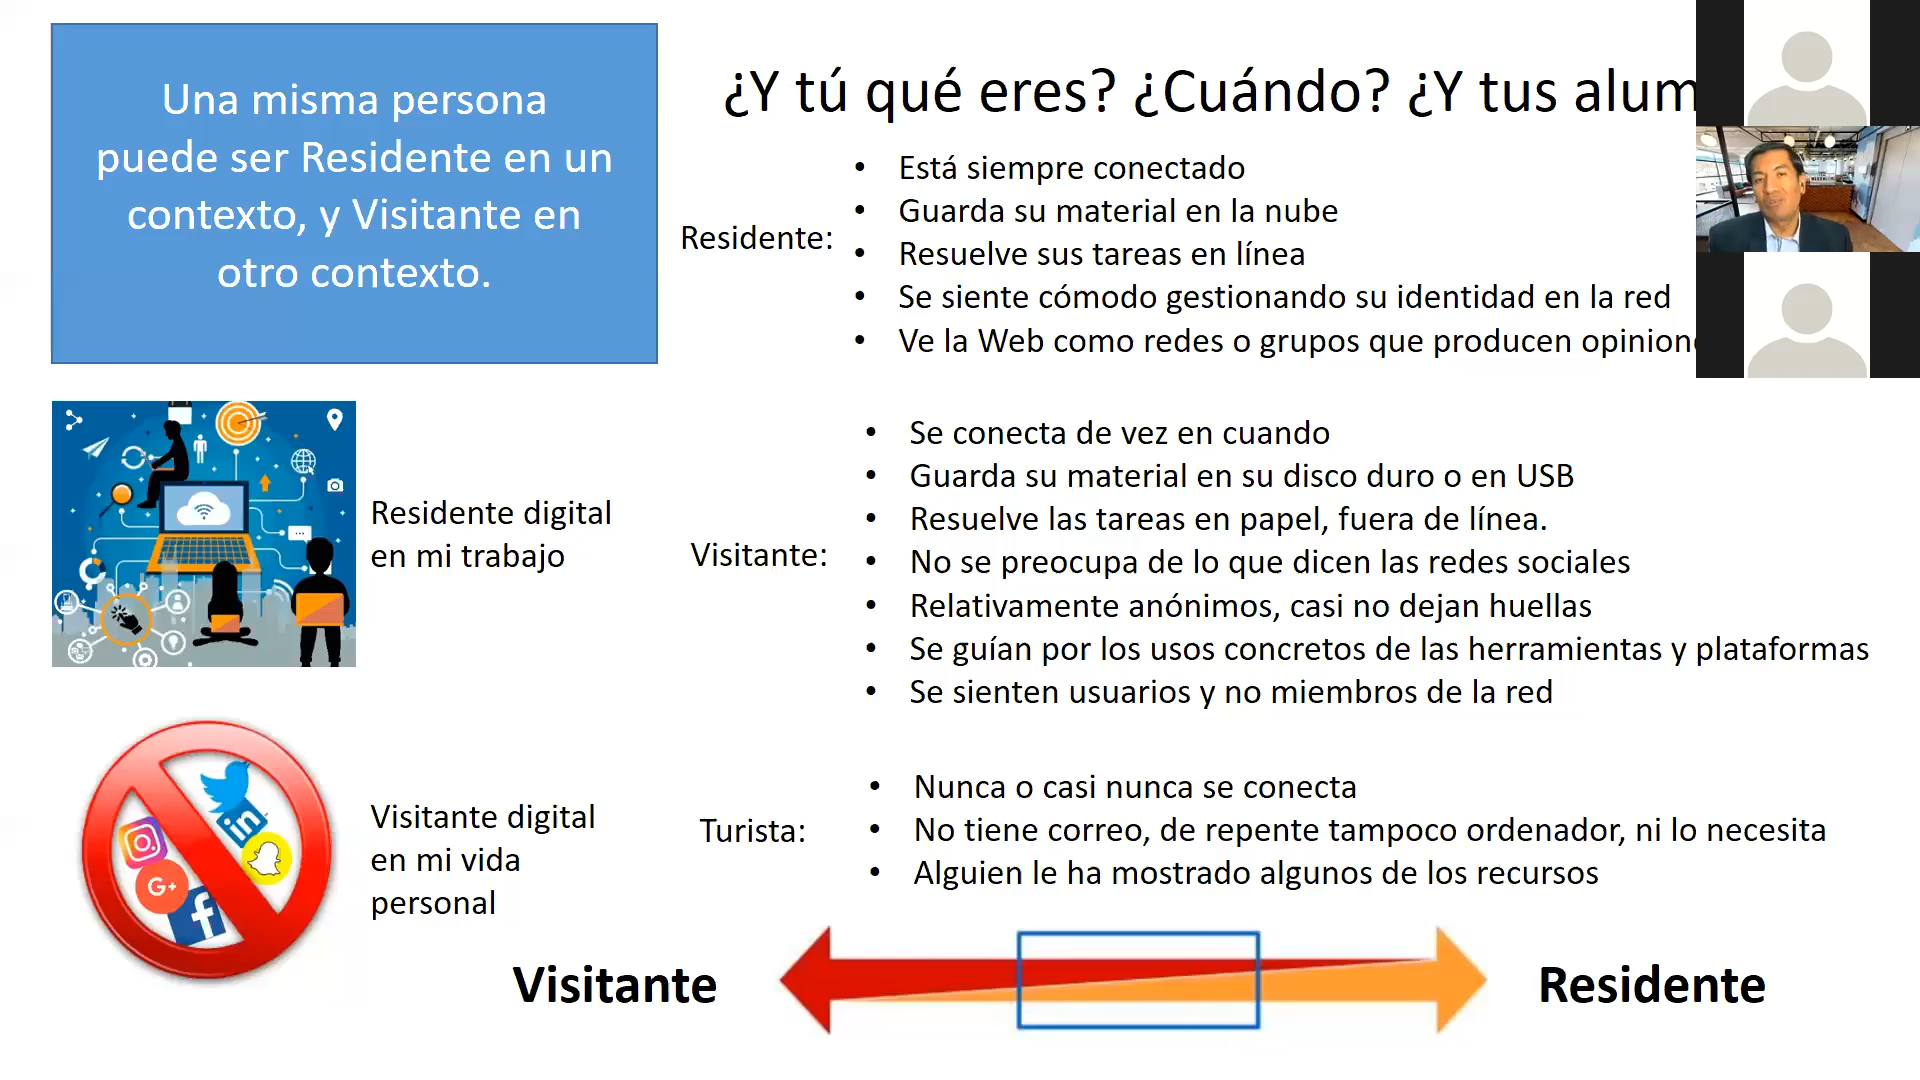 Una misma persona
puede ser Residente en un
contexto, y Visitante en
otro contexto.
¿Y tú qué eres? ¿Cuándo? ¿Y tus
Residente:
• Está siempre conectado
• Guarda su material en la nube
• Resuelve sus tareas en línea
• Se siente cómodo gestionando su identidad en la red
• Ve la Web como redes o grupos que producen
Residente digital
en mi trabajo
Visitante:
• Se conecta de vez en cuando
• Guarda su material en su disco duro o en USB
• Resuelve las tareas en papel, fuera de línea.
• No se preocupa de lo que dicen las redes sociales
• Relativamente anónimos, casi no dejan huellas
• Se guían por los usos concretos de las herramientas y plataformas
• Se sienten usuarios y no miembros de la red
Visitante digital
en mi vida
personal
in
G+
f
Turista:
• Nunca o casi nunca se conecta
• No tiene correo, de repente tampoco ordenador, ni lo necesita
• Alguien le ha mostrado algunos de los recursos
Visitante
Residente